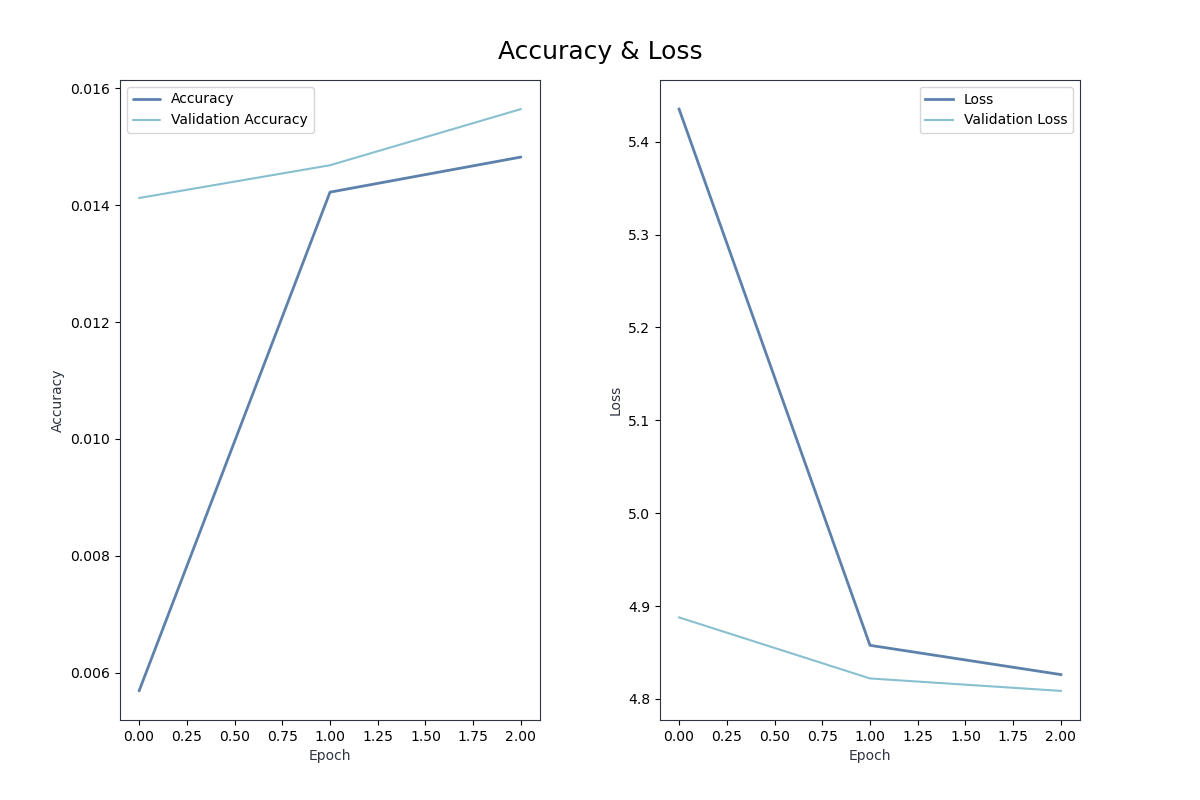 Accuracy & Loss
Accuracy
Validation Accuracy
0.016
0.014
0.012
0.010
0.008
0.006
Accuracy
0.00 0.25 0.50 0.75 1.00 1.25 1.50 1.75 2.00
Epoch
Loss
Validation Loss
5.4
5.3
5.2
5.1
5.0
4.9
4.8
Loss
0.00 0.25 0.50 0.75 1.00 1.25 1.50 1.75 2.00
Epoch